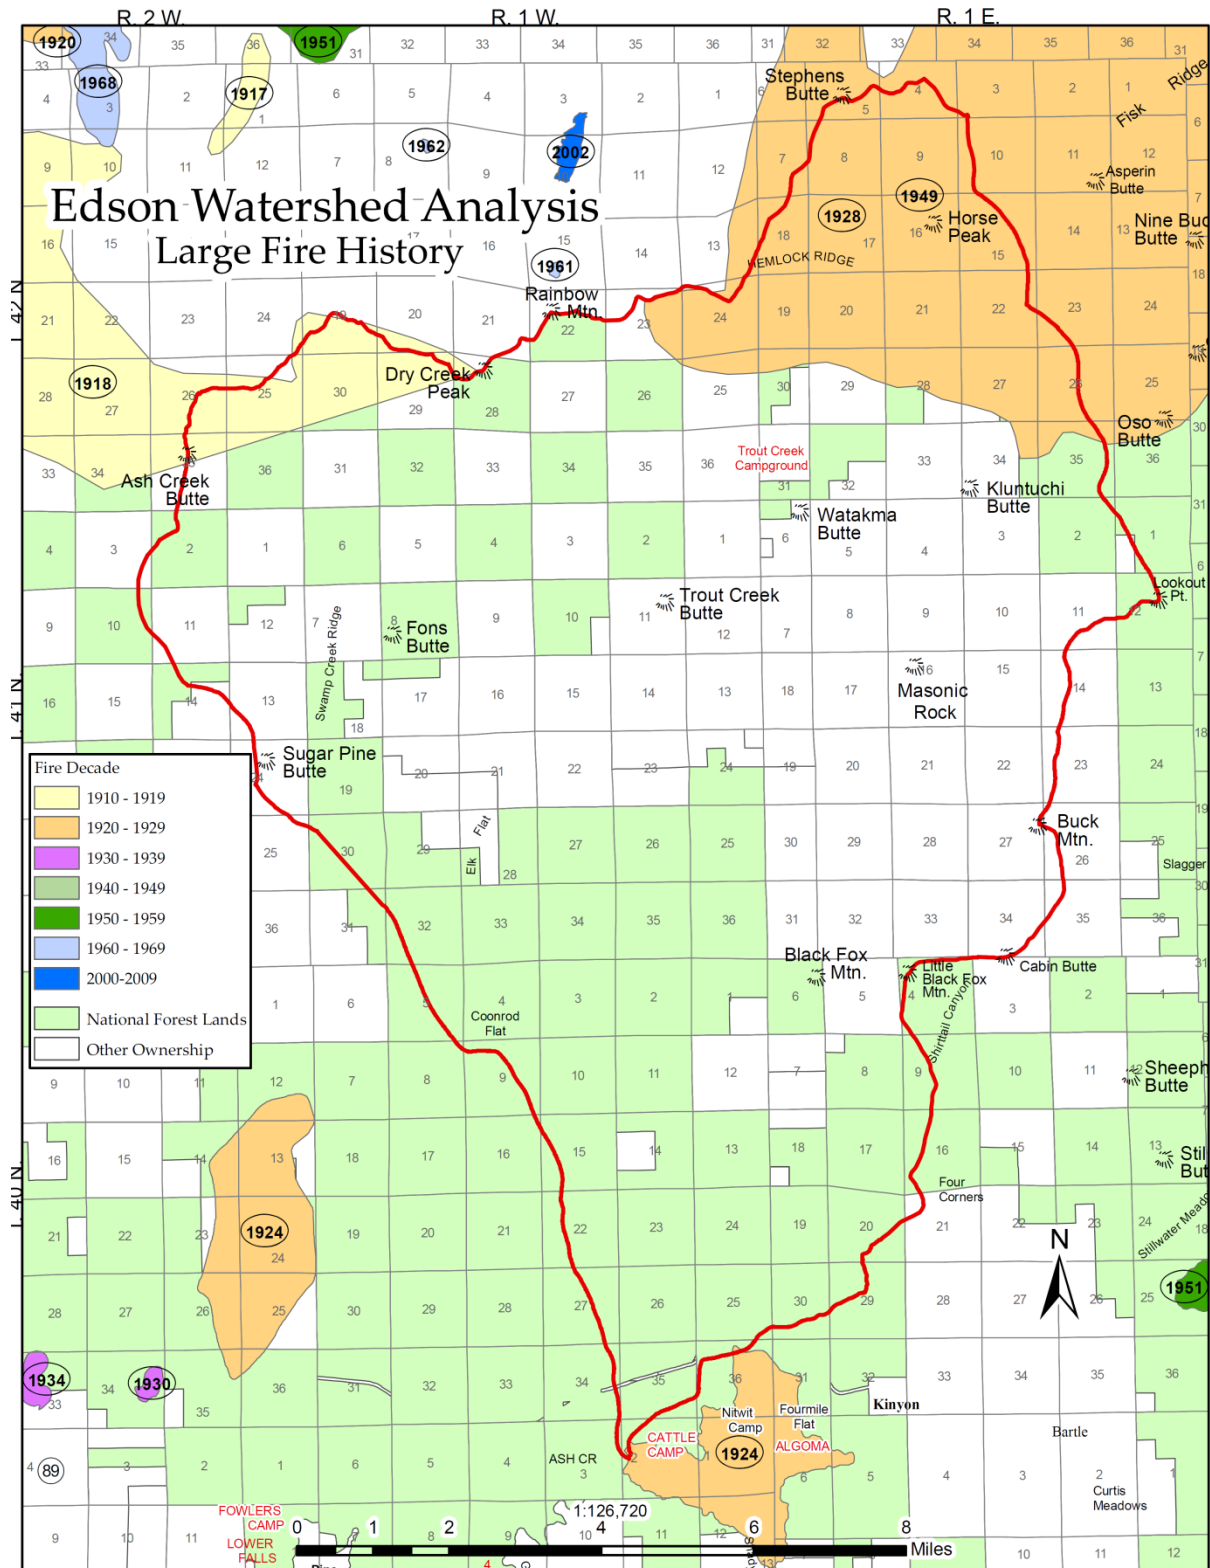 R. 2 W.
R. 1 W.
R. 1 E.
1920
1968
1917
1951
1962
2002
Stephens
Butte
Fisk
Ridge
Asperin
Butte
1949
1928
Horse
Peak
Nine Buc
Butte
HEMLOCK RIDGE
Edson Watershed Analysis
Large Fire History
1961
Rainbow
Mtn.
1918
Dry Creek
Peak
Oso
Butte
Trout Creek
Campground
Ash Creek
Butte
Kluntuchi
Butte
Watakma
Butte
Lookout
Pt.
Trout Creek
Butte
Fons
Butte
Swamp Creek Ridge
Masonic
Rock
Sugar Pine
Butte
Fire Decade
1910 - 1919
1920 - 1929
1930 - 1939
1940 - 1949
1950 - 1959
1960 - 1969
2000-2009
National Forest Lands
Other Ownership
Elk
Flat
Buck
Mtn.
Slagger
Black Fox
Mtn.
Little
Black Fox
Mtn.
Cabin Butte
Shirttail Canyon
Coonrod
Flat
Sheeph
Butte
Stil
But
Four
Corners
Stillwater Meado
1924
N
1951
1934
1930
Kinyon
Nitwit
Camp
Fourmile
Flat
Bartle
CATTLE
CAMP
ALGOMA
1924
ASH CR
89
Curtis
Meadows
FOWLERS
CAMP
LOWER
FALLS
1:126,720
0 1 2 4 6 8
Miles